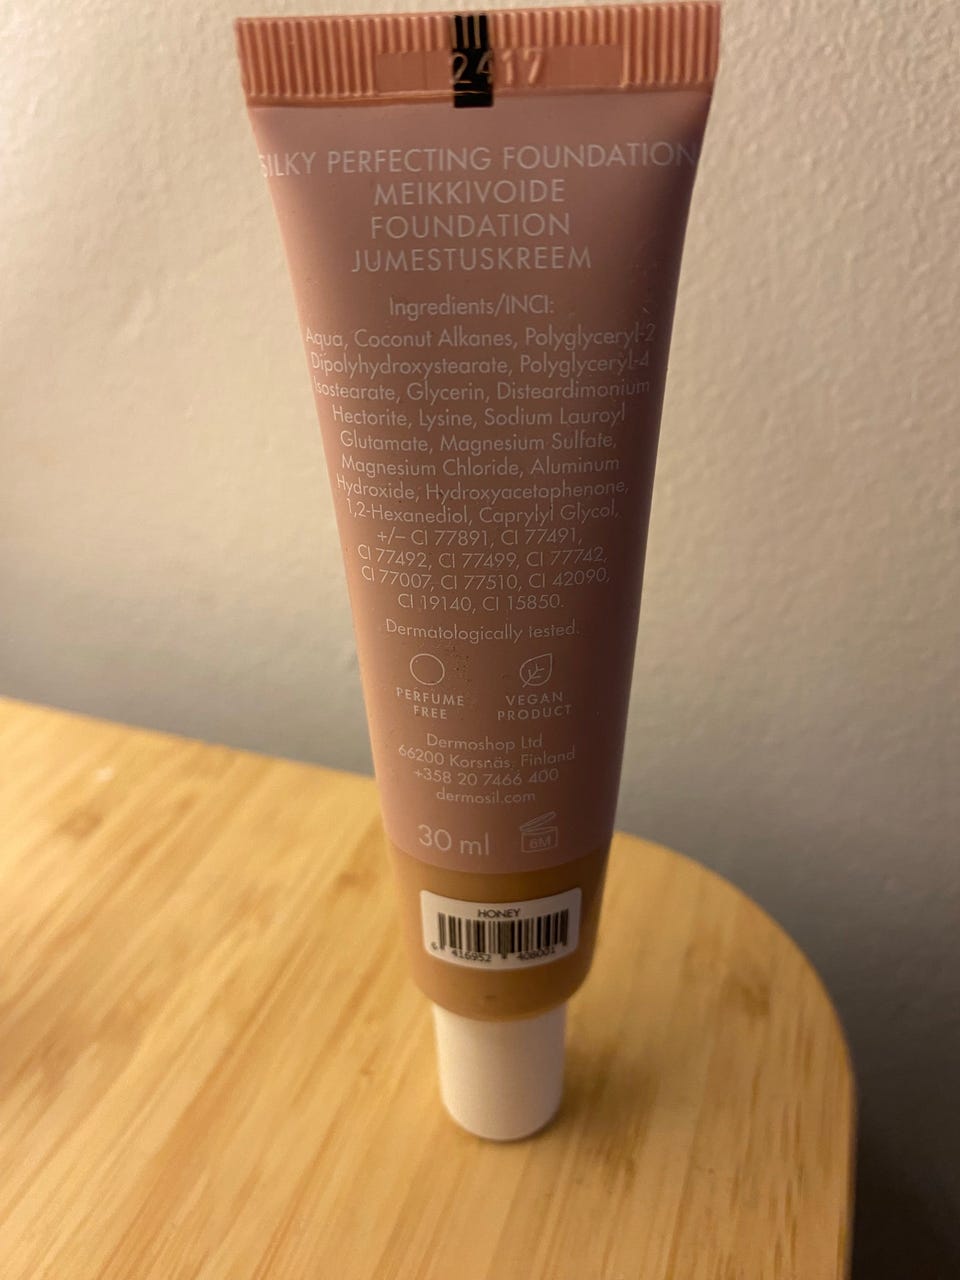 2417
SILKY PERFECTING FOUNDATION
MEIKKIVOIDE
FOUNDATION
JUMESTUSKREEM
Ingredients/INCI:
Aqua, Coconut Alkanes, Polyglyceryl-2
Dipolyhydroxystearate, Polyglyceryl-4
Isostearate, Glycerin, Disteardimonium
Hectorite, Lysine, Sodium Lauroyl
Glutamate, Magnesium Sulfate,
Magnesium Chloride, Aluminum
Hydroxide, Hydroxyacetophenone,
1,2-Hexanediol, Caprylyl Glycol,
+/– CI 77891, CI 77491,
CI 77492, CI 77499, CI 77742,
CI 77007, CI 77510, CI 42090,
CI 19140, CI 15850.
Dermatologically tested.
PERFUME FREE
VEGAN PRODUCT
Dermoshop Ltd
66200 Korsnäs, Finland
+358 20 7466 400
dermosil.com
30 ml 6M
HONEY
6 416952 408001